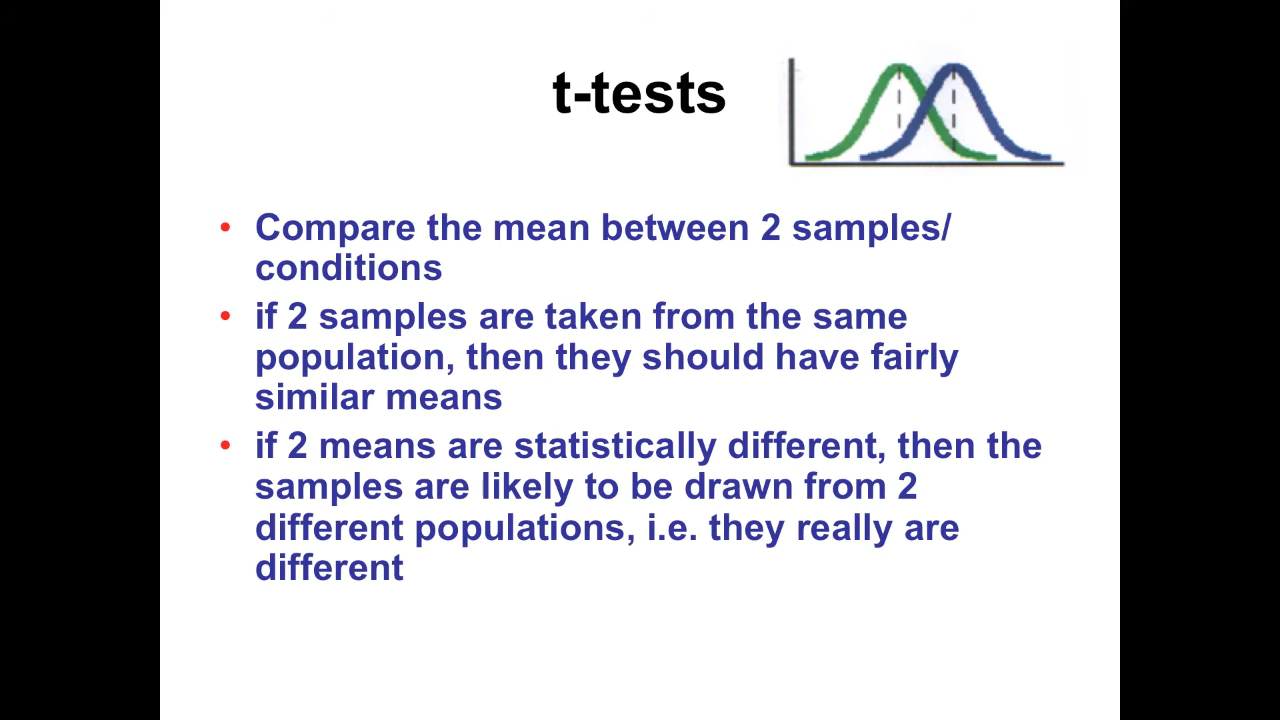 t-tests
• Compare the mean between 2 samples/
conditions
• if 2 samples are taken from the same
population, then they should have fairly
similar means
• if 2 means are statistically different, then the
samples are likely to be drawn from 2
different populations, i.e. they really are
different